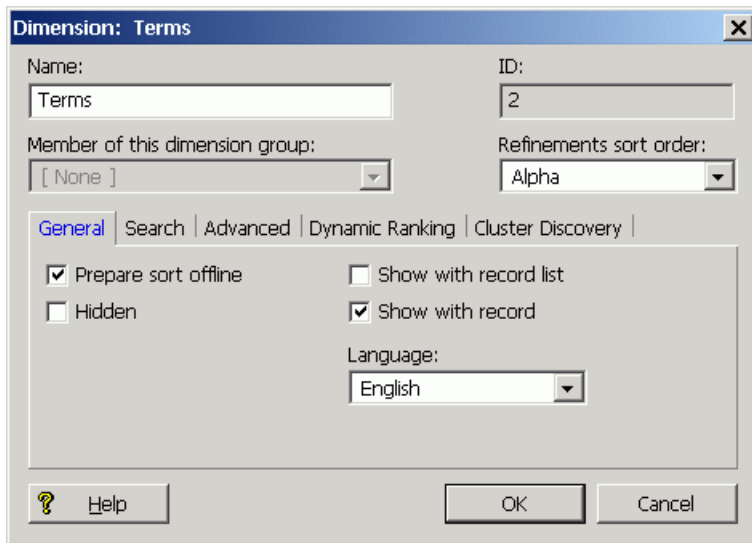 Dimension: Terms
Name:
ID:
Terms
2
Member of this dimension group:
Refinements sort order:
[ None ]
Alpha
General Search Advanced Dynamic Ranking Cluster Discovery
Prepare sort offline
Show with record list
Hidden
Show with record
Language:
English
Help
OK
Cancel